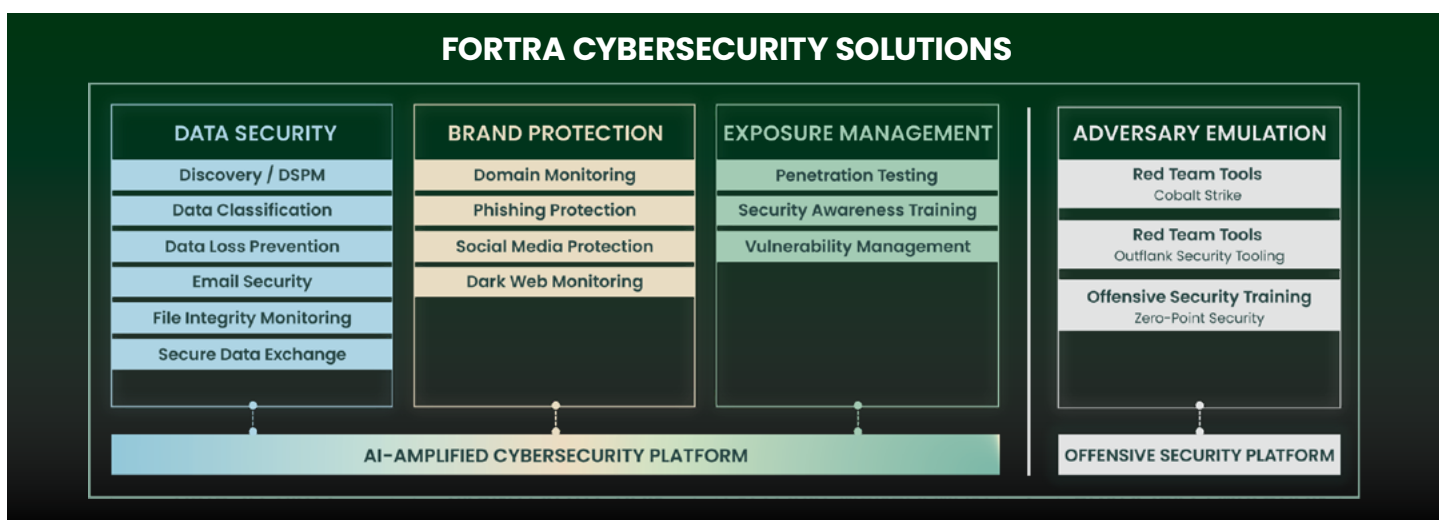 FORTRA CYBERSECURITY SOLUTIONS
DATA SECURITY
Discovery / DSPM
Data Classification
Data Loss Prevention
Email Security
File Integrity Monitoring
Secure Data Exchange
BRAND PROTECTION
Domain Monitoring
Phishing Protection
Social Media Protection
Dark Web Monitoring
EXPOSURE MANAGEMENT
Penetration Testing
Security Awareness Training
Vulnerability Management
AI-AMPLIFIED CYBERSECURITY PLATFORM
ADVERSARY EMULATION
Red Team Tools
Cobalt Strike
Red Team Tools
Outflank Security Tooling
Offensive Security Training
Zero-Point Security
OFFENSIVE SECURITY PLATFORM